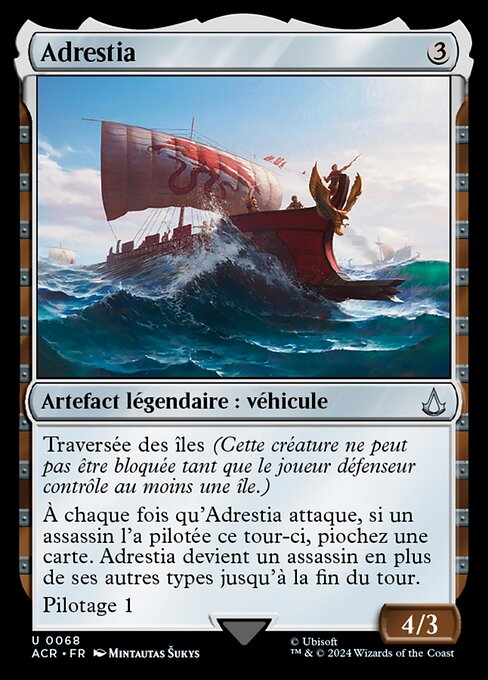 Adrestia 3
Artefact légendaire : véhicule
Traversée des îles (Cette créature ne peut
pas être bloquée tant que le joueur défenseur
contrôle au moins une île.)
À chaque fois qu'Adrestia attaque, si un
assassin l'a pilotée ce tour-ci, piochez une
carte. Adrestia devient un assassin en plus
de ses autres types jusqu'à la fin du tour.
Pilotage 1
4/3
U 0068
ACR • FR Mintautas Šukys
© Ubisoft
™ & © 2024 Wizards of the Coast